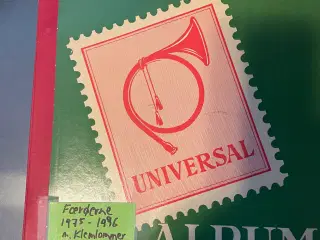 UNIVERSAL
Færøerne
1975-1996
m. Klemlommer
ALBUM